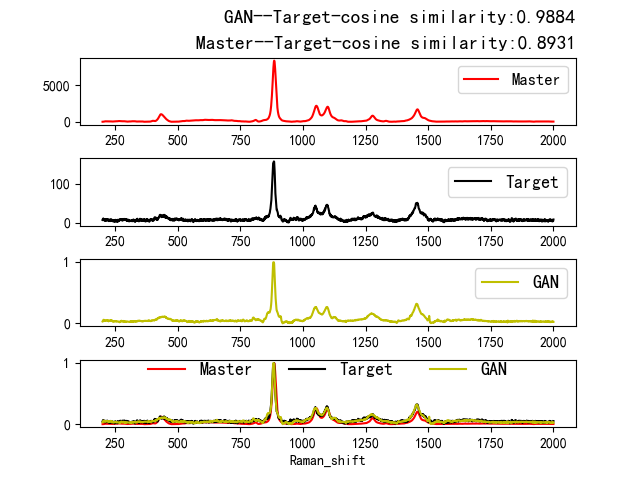 GAN--Target-cosine similarity:0.9884
Master--Target-cosine similarity:0.8931
5000
0
Master
250 500 750 1000 1250 1500 1750 2000
100
0
Target
250 500 750 1000 1250 1500 1750 2000
1
0
GAN
250 500 750 1000 1250 1500 1750 2000
1
0
Master Target GAN
250 500 750 1000 1250 1500 1750 2000
Raman_shift